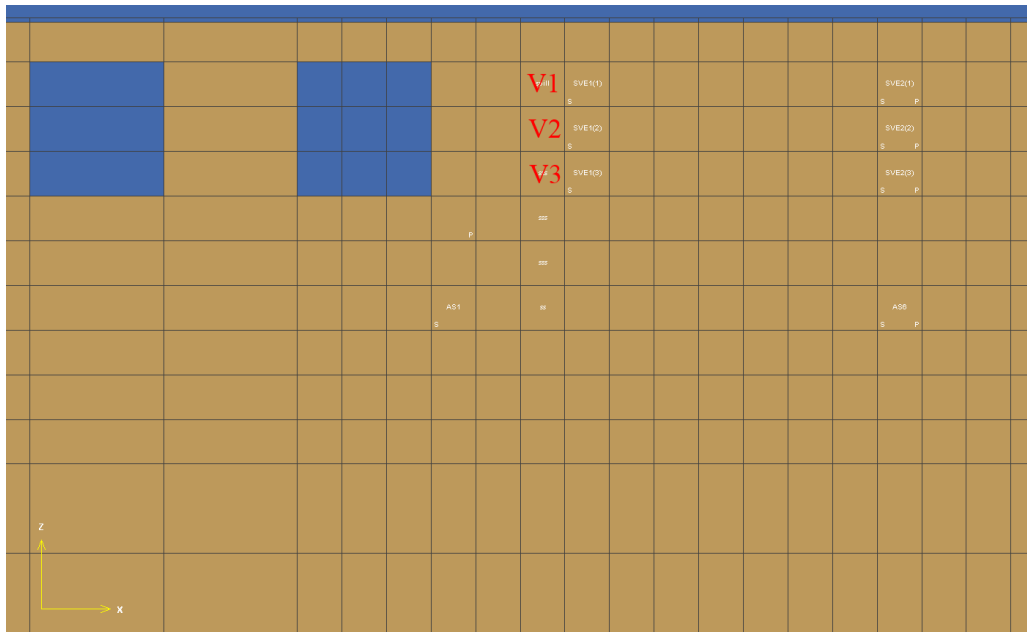 V1 SVE1(1) SVE2(1)
S S P
V2 SVE1(2) SVE2(2)
S S P
V3 SVE1(3) SVE2(3)
S S P
P
AS1 AS6
S S P
Z
X